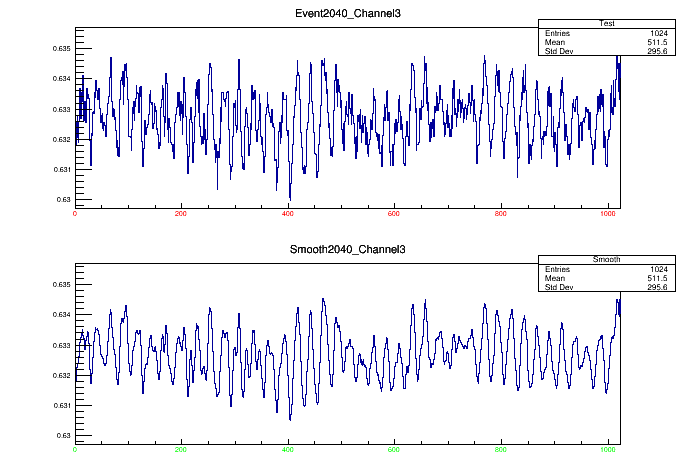 Event2040_Channel3
Test
Entries 1024
Mean 511.5
Std Dev 295.6
0.635
0.634
0.633
0.632
0.631
0.63
0 200 400 600 800 1000
Smooth2040_Channel3
Smooth
Entries 1024
Mean 511.5
Std Dev 295.6
0.635
0.634
0.633
0.632
0.631
0.63
0 200 400 600 800 1000